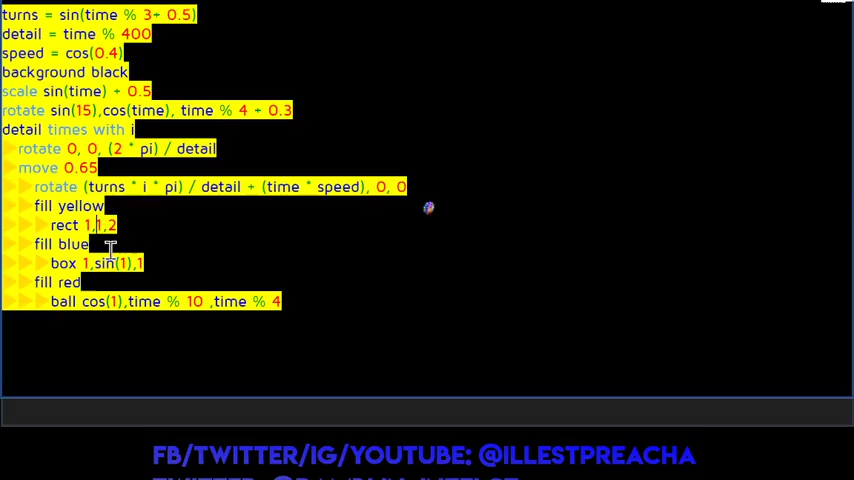 turns = sin(time % 3+ 0.5)
detail = time % 400
speed = cos(0.4)
background black
scale sin(time) + 0.5
rotate sin(15),cos(time), time % 4 + 0.3
detail times with i
rotate 0, 0, (2 * pi) / detail
move 0.65
rotate (turns * i * pi) / detail + (time * speed), 0, 0
fill yellow
rect 1,1,2
fill blue
box 1,sin(1),1
fill red
ball cos(1),time % 10 ,time % 4
FB/TWITTER/IG/YOUTUBE: @ILLESTPREACHA